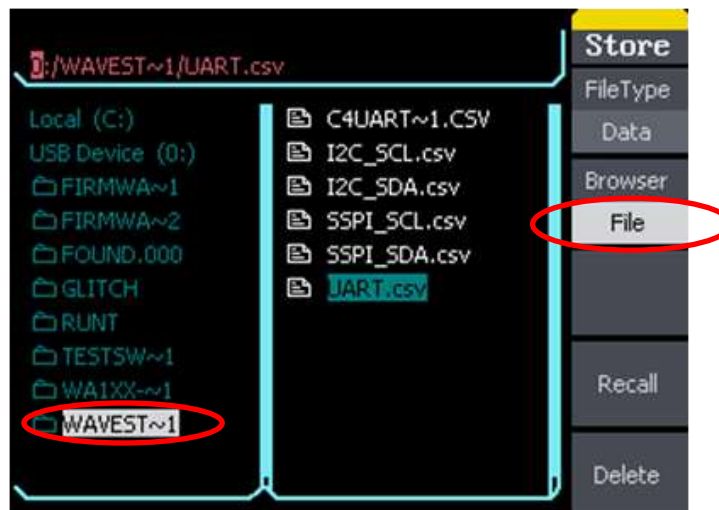 0:/WAVEST~1/UART.csv
Local (C:)
USB Device (0:)
FIRMWA~1
FIRMWA~2
FOUND.000
GLITCH
RUNT
TESTSW~1
WA1XX-~1
WAVEST~1
C4UART~1.CSV
I2C_SCL.csv
I2C_SDA.csv
SSPI_SCL.csv
SSPI_SDA.csv
UART.csv
Store
FileType
Data
Browser
File
Recall
Delete